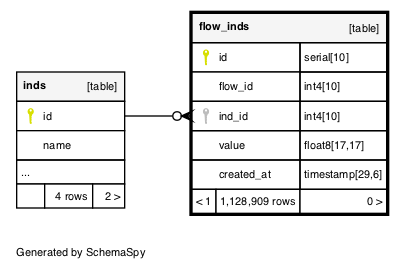 flow_inds [table]
id serial[10]
flow_id int4[10]
ind_id int4[10]
value float8[17,17]
created_at timestamp[29,6]
< 1 1,128,909 rows 0 >
inds [table]
id
name
...
4 rows 2 >
Generated by SchemaSpy